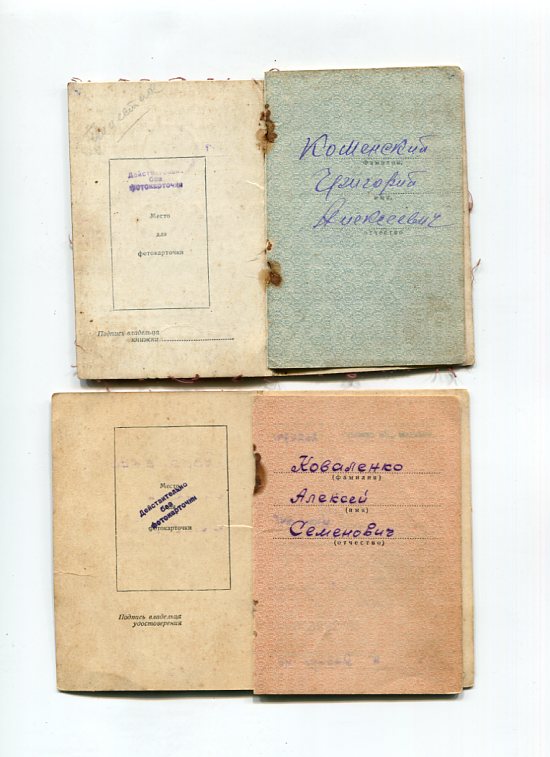 Действительно
без
фотокарточки
Место
для
фотокарточки
Подпись владельца
книжки
Коменский
фамилия,
Григорий
имя,
Алексеевич
отчество
Место
Действительно
без
фотокарточки
фотокарточки
Подпись владельца
удостоверения
Коваленко
(фамилия)
Алексей
(имя)
Семенович
(отчество)